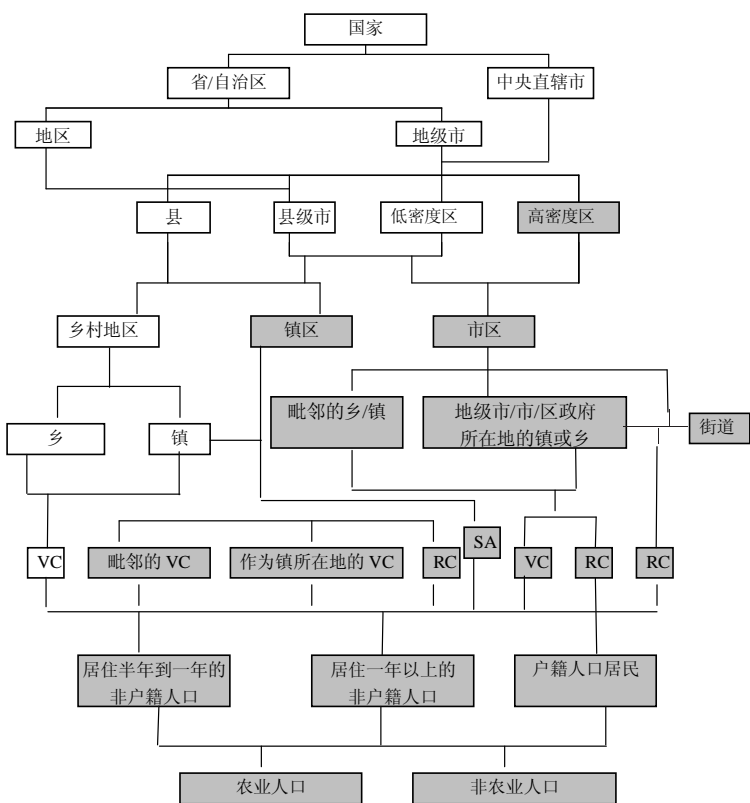 国家
省/自治区
中央直辖市
地区
地级市
县
县级市
低密度区
高密度区
乡村地区
镇区
市区
乡
镇
毗邻的乡/镇
地级市/市/区政府
所在地的镇或乡
街道
VC
毗邻的 VC
作为镇所在地的 VC
RC
SA
VC
RC
RC
居住半年到一年的
非户籍人口
居住一年以上的
非户籍人口
户籍人口居民
农业人口
非农业人口